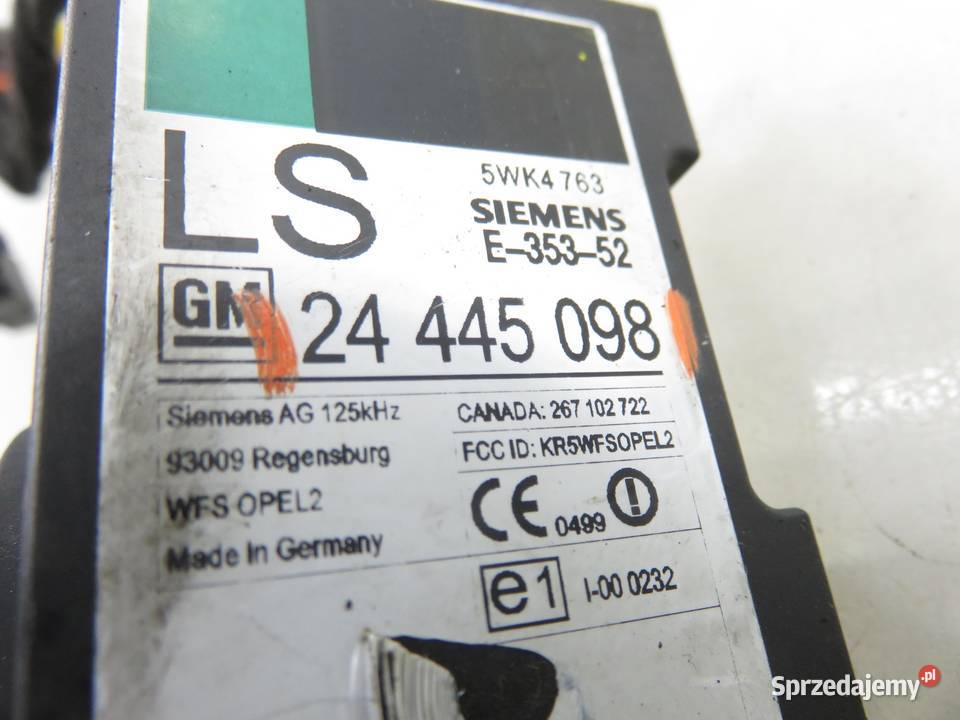 LS
5WK4 763
SIEMENS
E-353-52
GM
24 445 098
Siemens AG 125kHz
93009 Regensburg
WFS OPEL2
Made In Germany
CANADA: 267 102 722
FCC ID: KR5WFSOPEL2
CE 0499
e1 I-00 0232
Sprzedajemy.pl